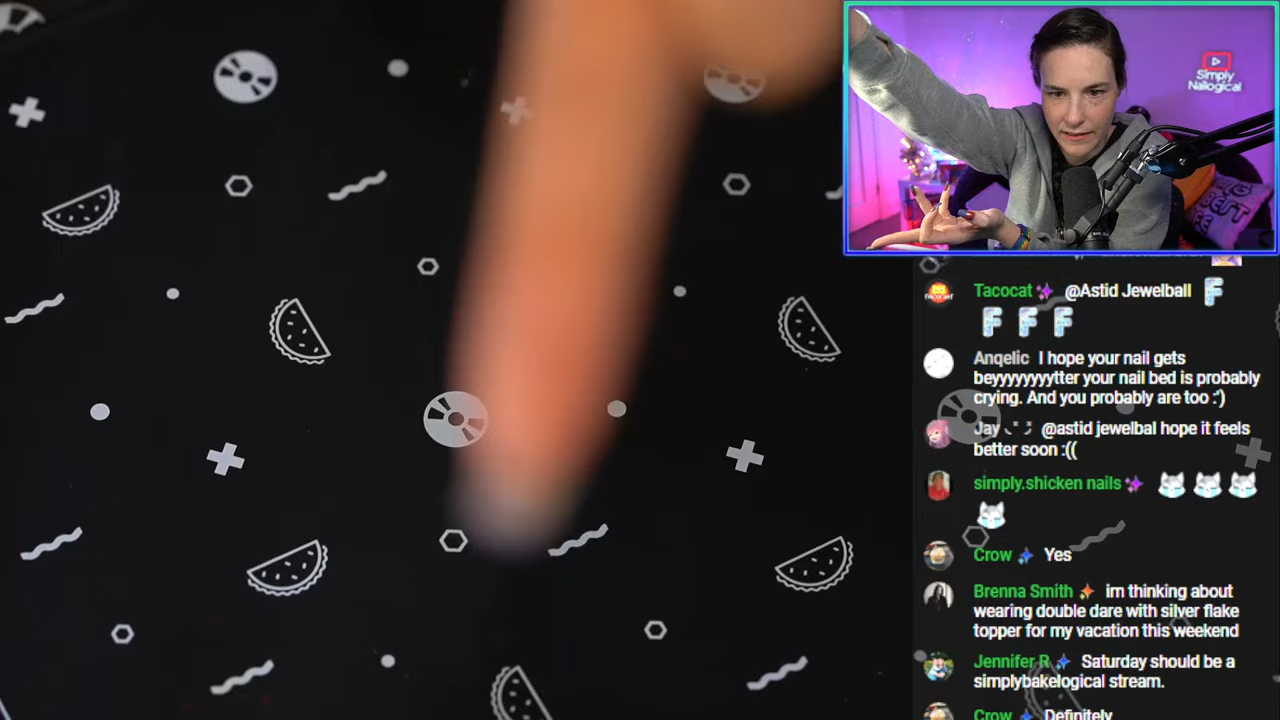 Simply
Nailogical
Tacocat @Astid Jewelball F
F F F
Anqelic I hope your nail gets
beyyyyyyytter your nail bed is probably
crying. And you probably are too :')
Jay @astid jewelbal hope it feels
better soon :((
simply.shicken nails
Crow Yes
Brenna Smith im thinking about
wearing double dare with silver flake
topper for my vacation this weekend
Jennifer R Saturday should be a
simplybakelogical stream.
Crow Definitely